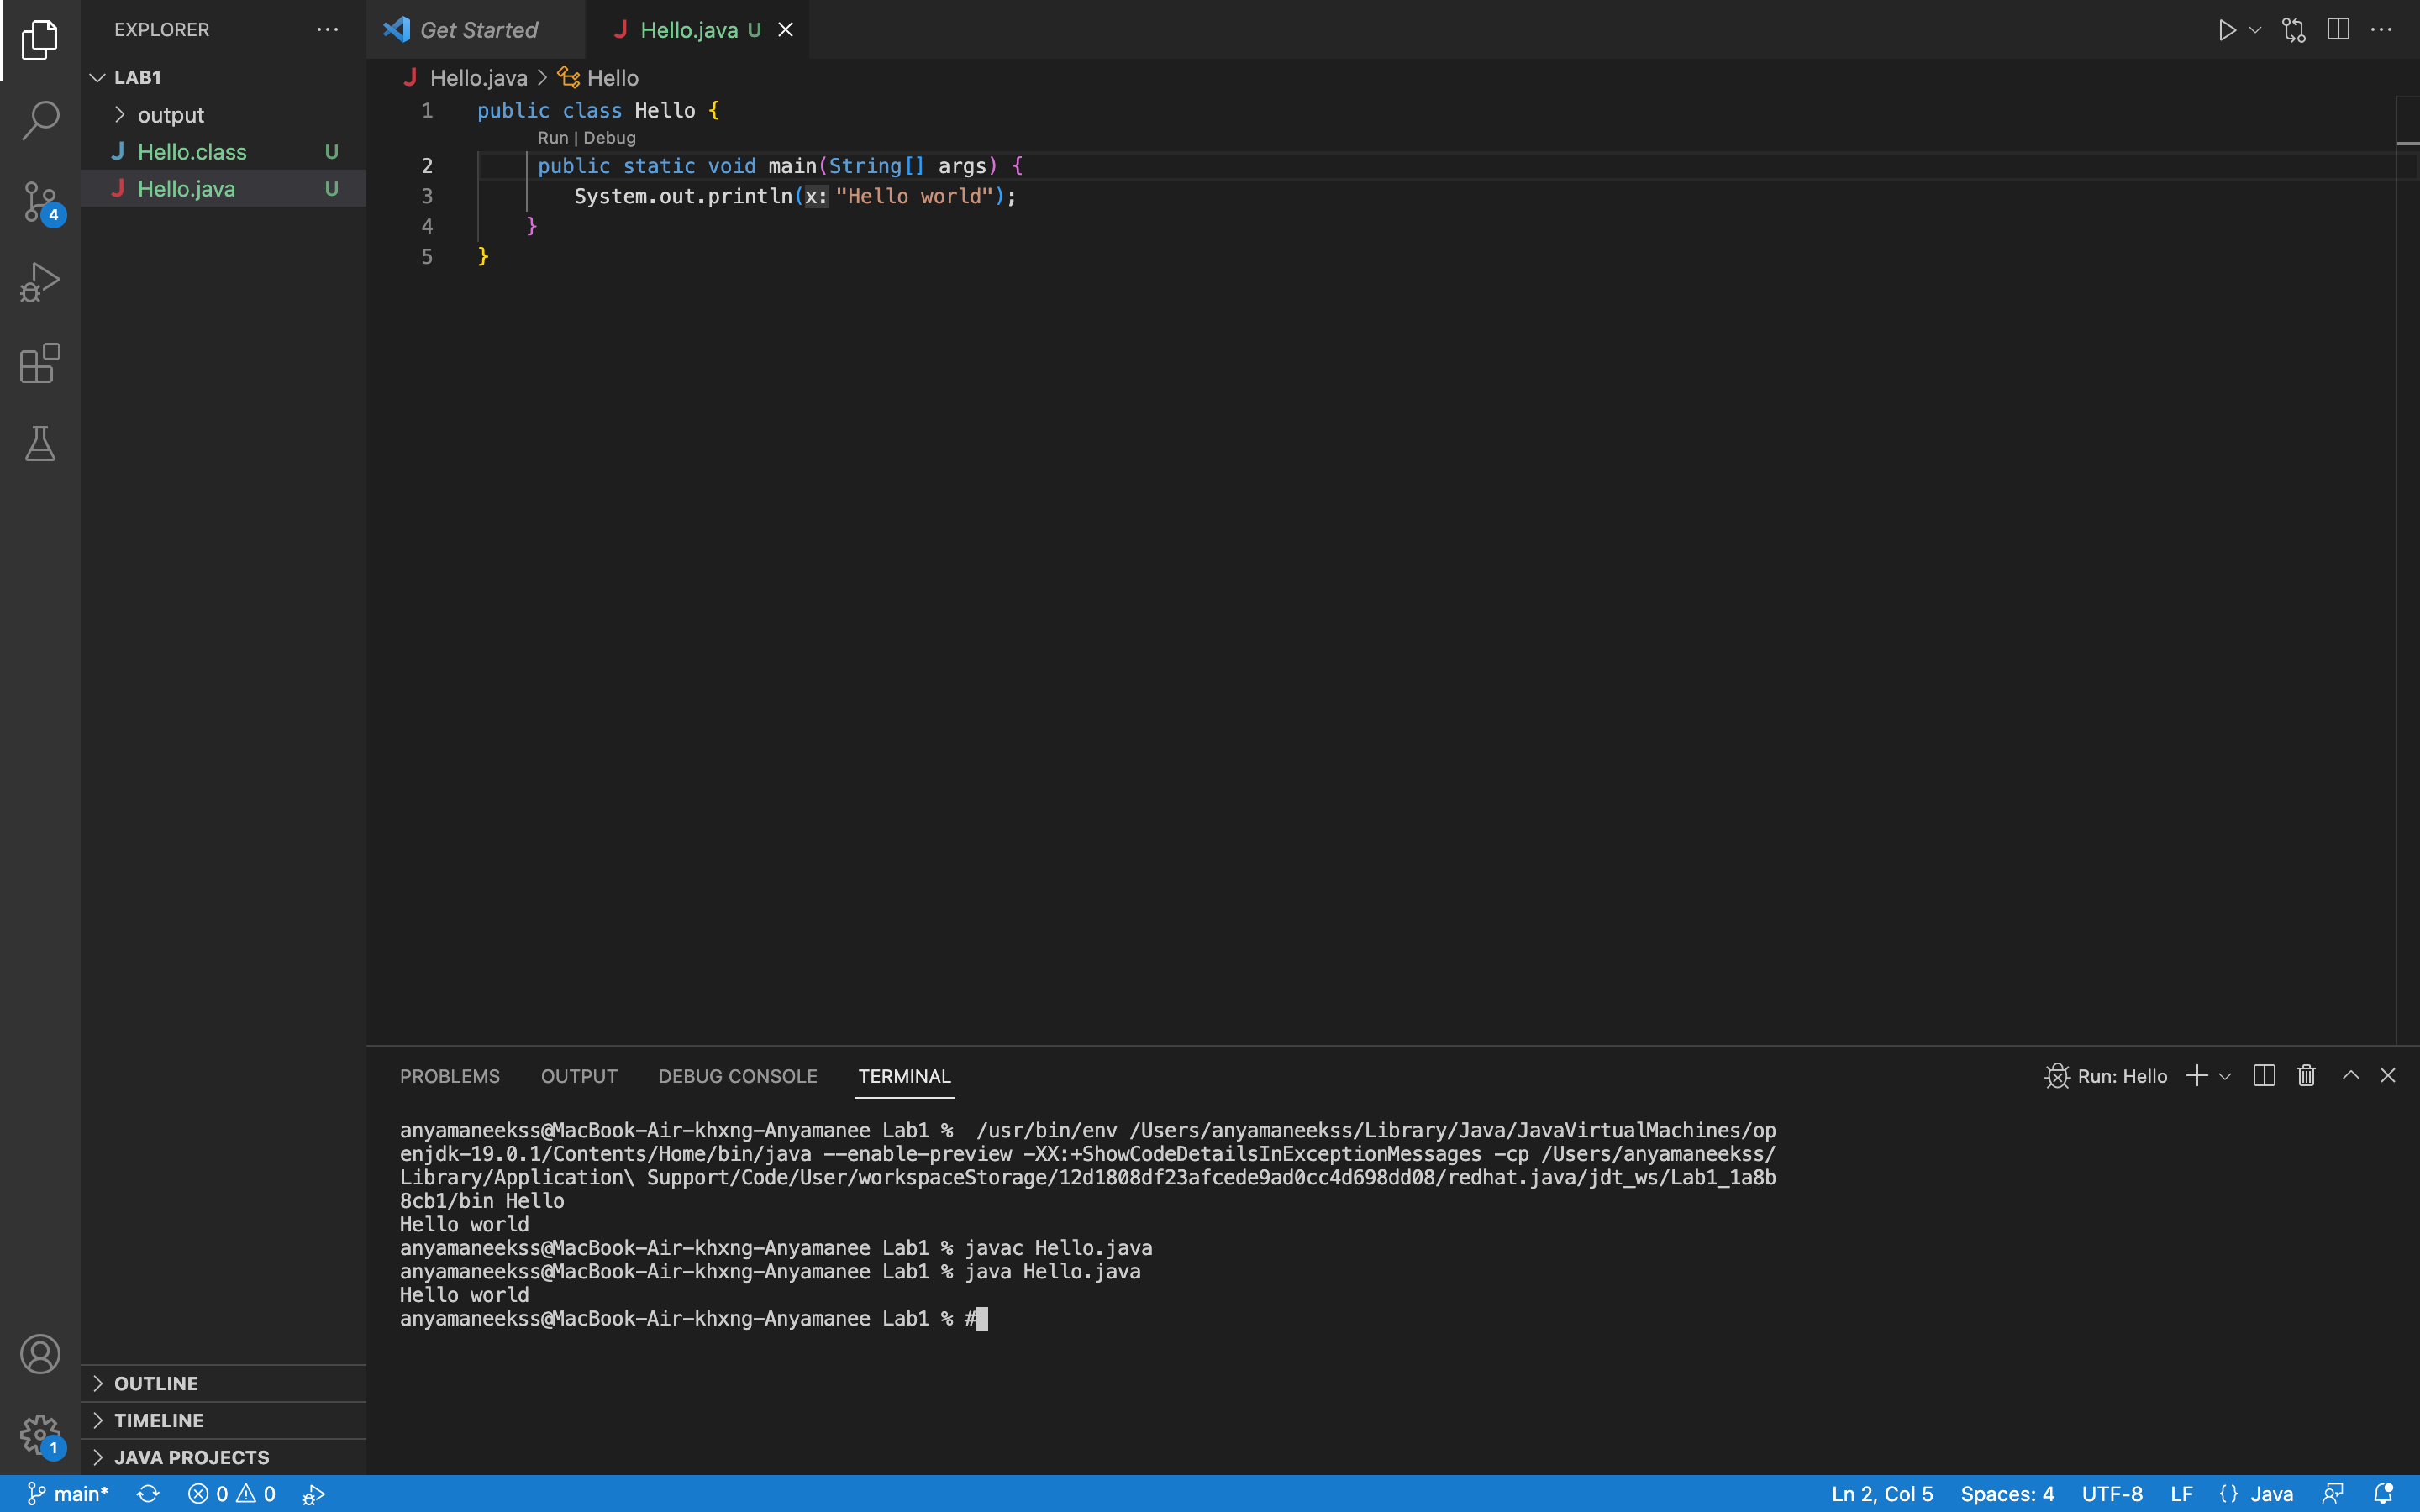 EXPLORER
Get Started
Hello.java U
LAB1
output
Hello.class U
Hello.java U
4
Hello.java > Hello
1 public class Hello {
Run | Debug
2 public static void main(String[] args) {
3 System.out.println(x: "Hello world");
4 }
5 }
PROBLEMS OUTPUT DEBUG CONSOLE TERMINAL
Run: Hello
anyamaneekss@MacBook-Air-khxng-Anyamanee Lab1 %  /usr/bin/env /Users/anyamaneekss/Library/Java/JavaVirtualMachines/op
enjdk-19.0.1/Contents/Home/bin/java --enable-preview -XX:+ShowCodeDetailsInExceptionMessages -cp /Users/anyamaneekss/
Library/Application\ Support/Code/User/workspaceStorage/12d1808df23afcede9ad0cc4d698dd08/redhat.java/jdt_ws/Lab1_1a8b
8cb1/bin Hello
Hello world
anyamaneekss@MacBook-Air-khxng-Anyamanee Lab1 % javac Hello.java
anyamaneekss@MacBook-Air-khxng-Anyamanee Lab1 % java Hello.java
Hello world
anyamaneekss@MacBook-Air-khxng-Anyamanee Lab1 % #
OUTLINE
TIMELINE
JAVA PROJECTS
1
main* 0 0
Ln 2, Col 5 Spaces: 4 UTF-8 LF {} Java